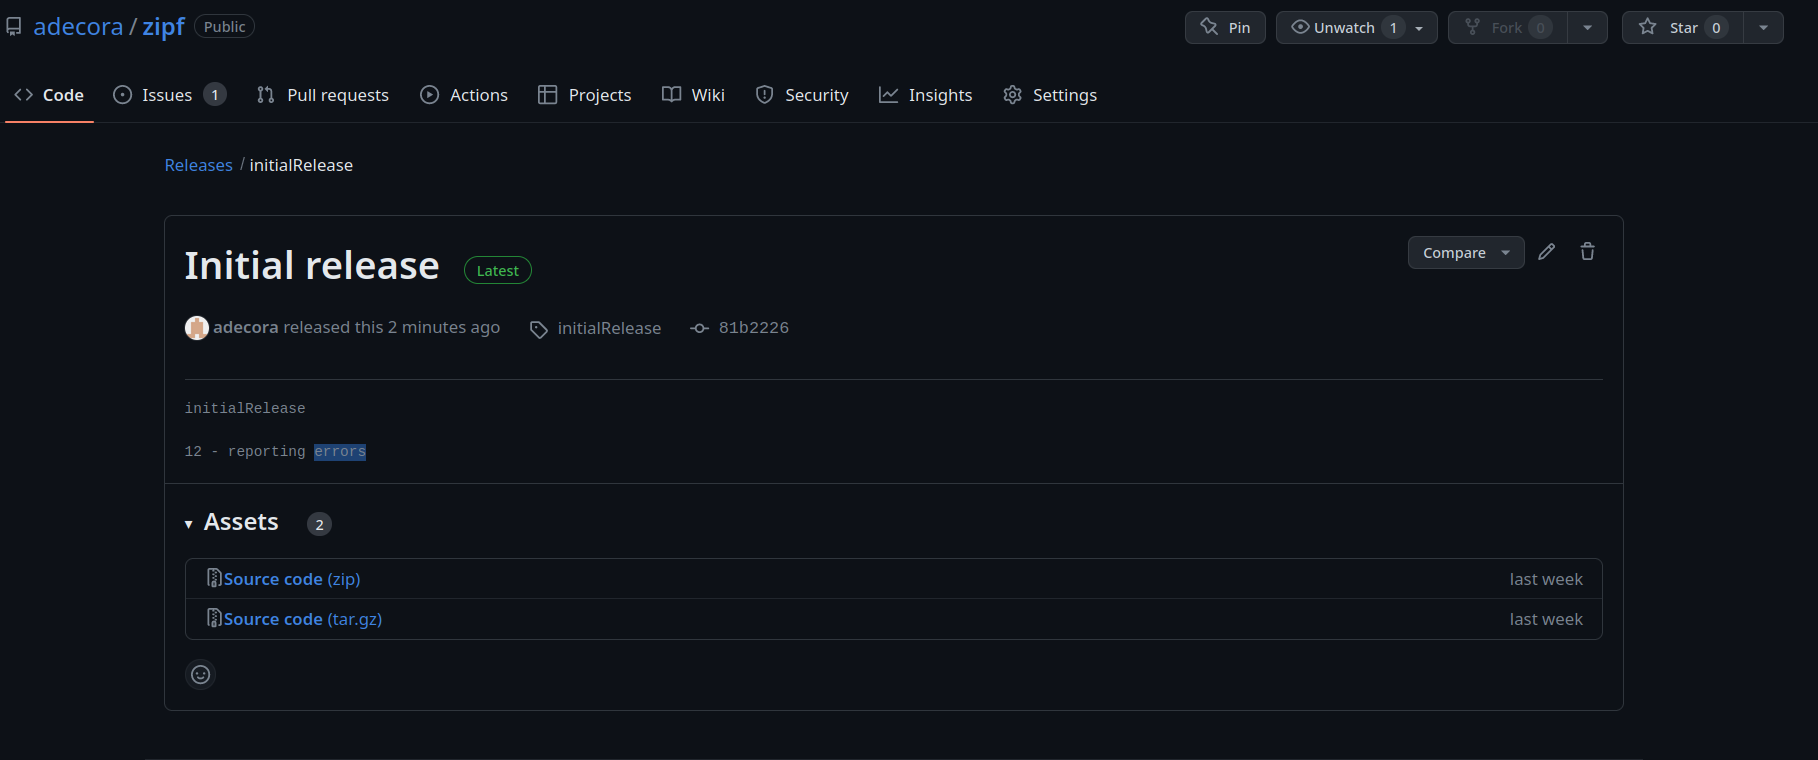 adecora / zipf Public
Pin
Unwatch 1
Fork 0
Star 0
Code
Issues 1
Pull requests
Actions
Projects
Wiki
Security
Insights
Settings
Releases / initialRelease
Initial release Latest
Compare
adecora released this 2 minutes ago
initialRelease
81b2226
initialRelease
12 - reporting errors
Assets 2
Source code (zip) last week
Source code (tar.gz) last week